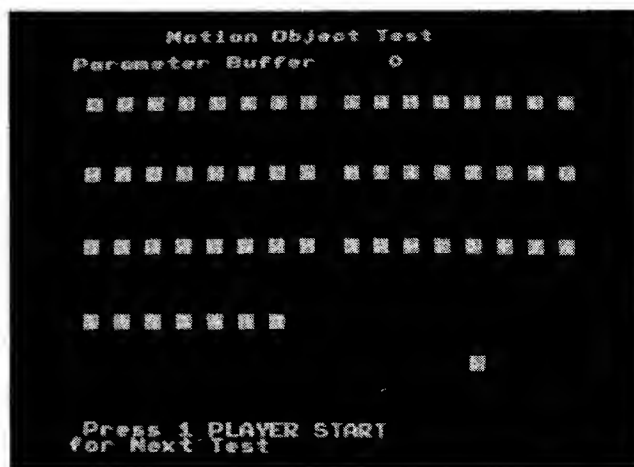 Motion Object Test
Parameter Buffer 0
Press 1 PLAYER START
for Next Test